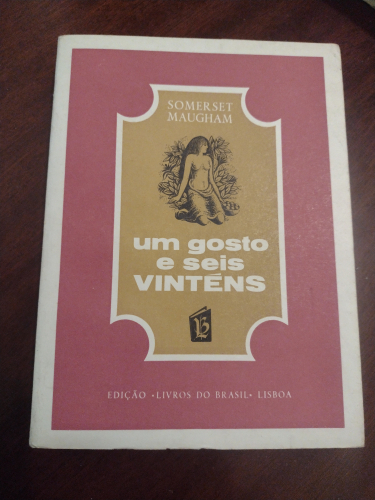 SOMERSET
MAUGHAM
um gosto
e seis
VINTÉNS
EDIÇÃO •LIVROS DO BRASIL• LISBOA